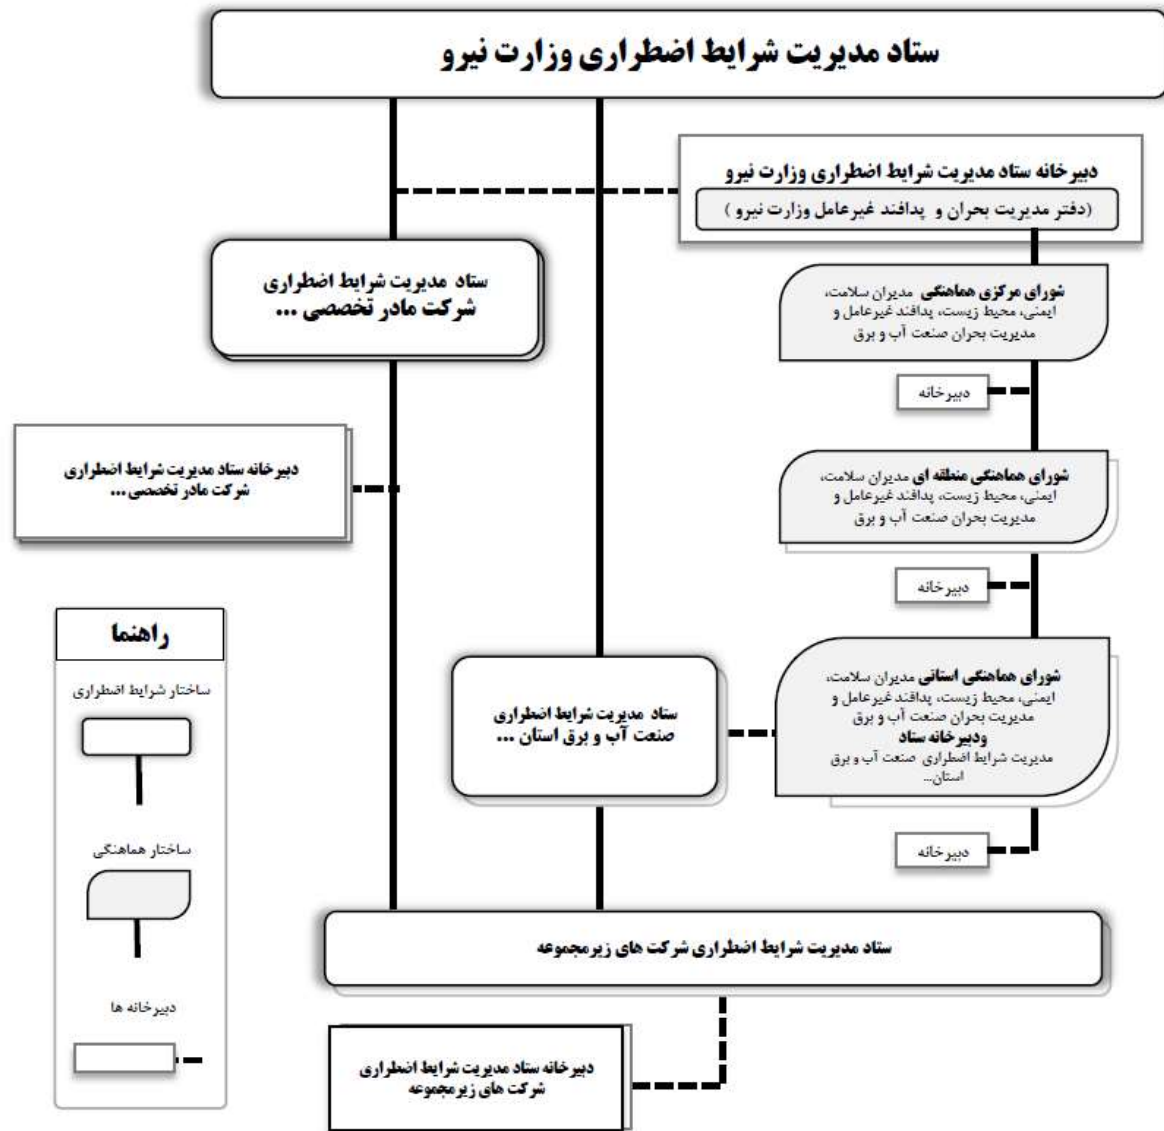 ستاد مدیریت شرایط اضطراری وزارت نیرو
دبیرخانه ستاد مدیریت شرایط اضطراری وزارت نیرو
(دفتر مدیریت بحران و پدافند غیرعامل وزارت نیرو )
ستاد مدیریت شرایط اضطراری
شرکت مادر تخصصی ...
شورای مرکزی هماهنگی مدیران سلامت،
ایمنی، محیط زیست، پدافند غیرعامل و
مدیریت بحران صنعت آب و برق
دبیرخانه
دبیرخانه ستاد مدیریت شرایط اضطراری
شرکت مادر تخصصی...
شورای هماهنگی منطقه ای مدیران سلامت،
ایمنی، محیط زیست، پدافند غیرعامل و
مدیریت بحران صنعت آب و برق
دبیرخانه
ستاد مدیریت شرایط اضطراری
صنعت آب و برق استان ...
شورای هماهنگی استانی مدیران سلامت،
ایمنی، محیط زیست، پدافند غیرعامل و
مدیریت بحران صنعت آب و برق
ودبیرخانه ستاد
مدیریت شرایط اضطراری صنعت آب و برق
استان...
دبیرخانه
راهنما
ساختار شرایط اضطراری
ساختار هماهنگی
دبیرخانه ها
ستاد مدیریت شرایط اضطراری شرکت های زیرمجموعه
دبیرخانه ستاد مدیریت شرایط اضطراری
شرکت های زیرمجموعه